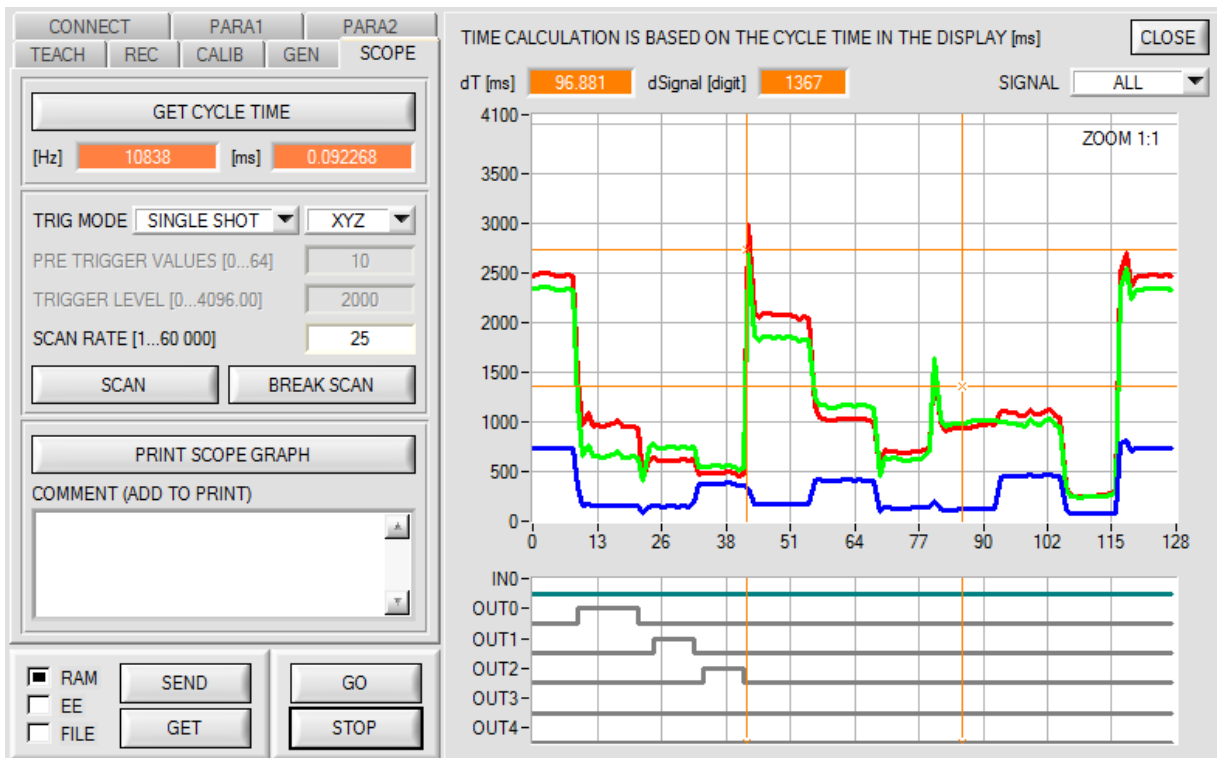 CONNECT PARA1 PARA2
TEACH REC CALIB GEN SCOPE
GET CYCLE TIME
[Hz] 10838 [ms] 0.092268
TRIG MODE SINGLE SHOT XYZ
PRE TRIGGER VALUES [0...64] 10
TRIGGER LEVEL [0...4096.00] 2000
SCAN RATE [1...60 000] 25
SCAN BREAK SCAN
PRINT SCOPE GRAPH
COMMENT (ADD TO PRINT)
RAM
EE
FILE
SEND
GET
GO
STOP
TIME CALCULATION IS BASED ON THE CYCLE TIME IN THE DISPLAY [ms] CLOSE
dT [ms] 96.881 dSignal [digit] 1367 SIGNAL ALL
ZOOM 1:1
4100
3500
3000
2500
2000
1500
1000
500
0
0 13 26 38 51 64 77 90 102 115 128
IN0
OUT0
OUT1
OUT2
OUT3
OUT4